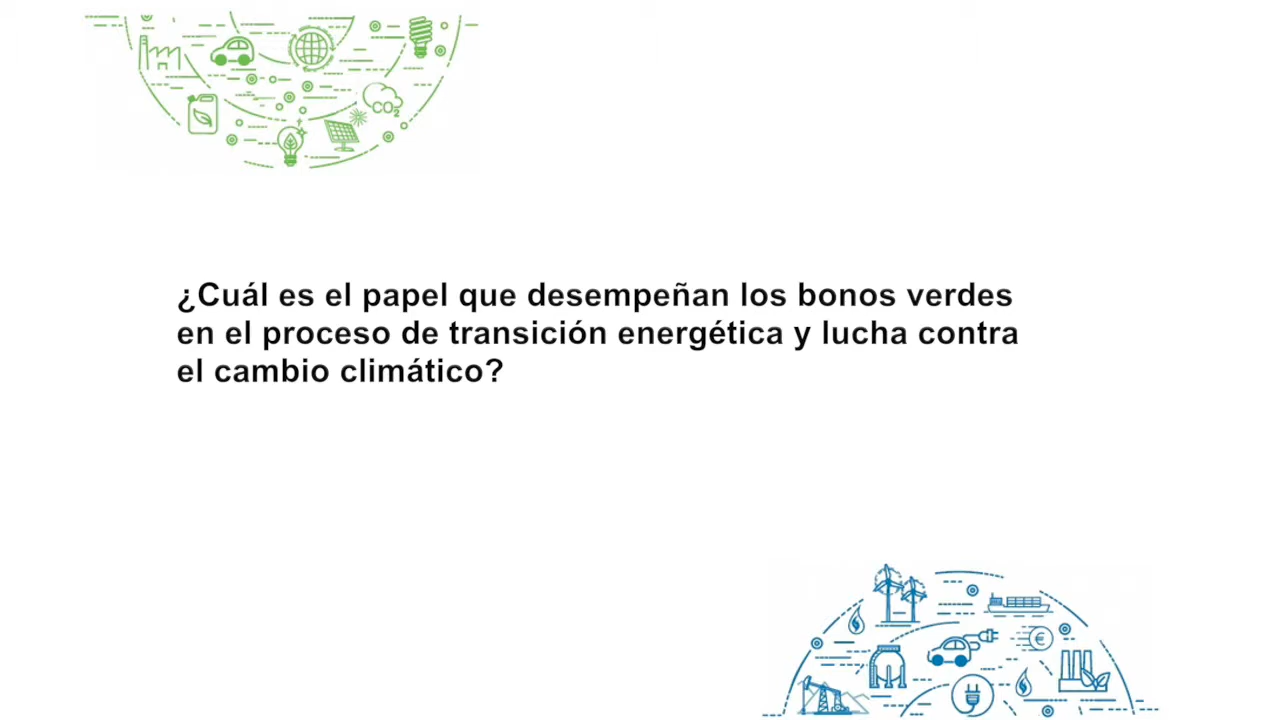 CO2
¿Cuál es el papel que desempeñan los bonos verdes
en el proceso de transición energética y lucha contra
el cambio climático?
€